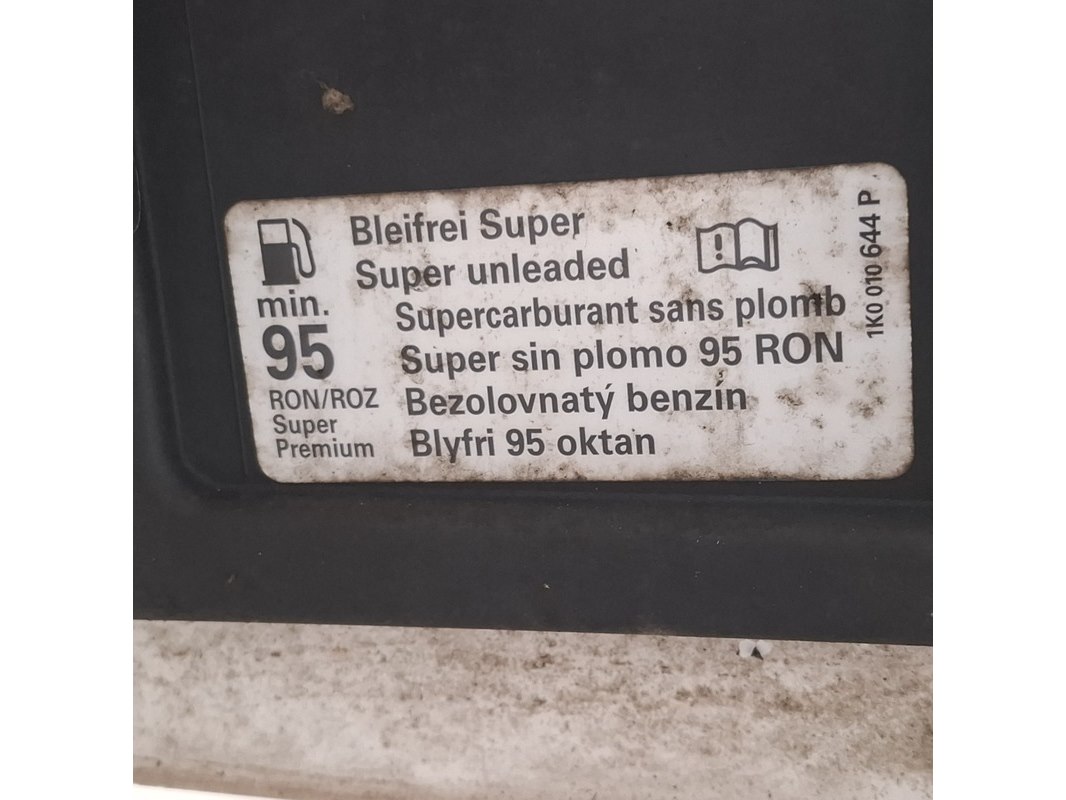 min.
95
RON/ROZ
Super
Premium
Bleifrei Super
Super unleaded
Supercarburant sans plomb
Super sin plomo 95 RON
Bezolovnatý benzin
Blyfri 95 oktan
!
1K0 010 644 P